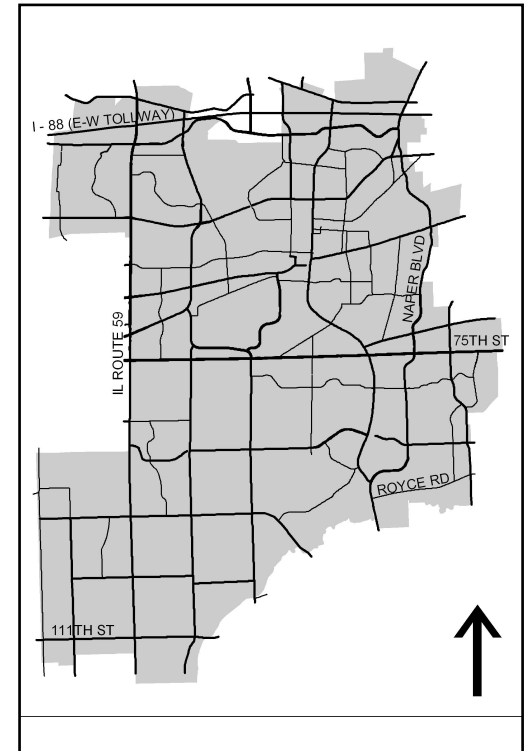 I - 88 (E-W TOLLWAY)
NAPER BLVD
IL ROUTE 59
75TH ST
ROYCE RD
111TH ST